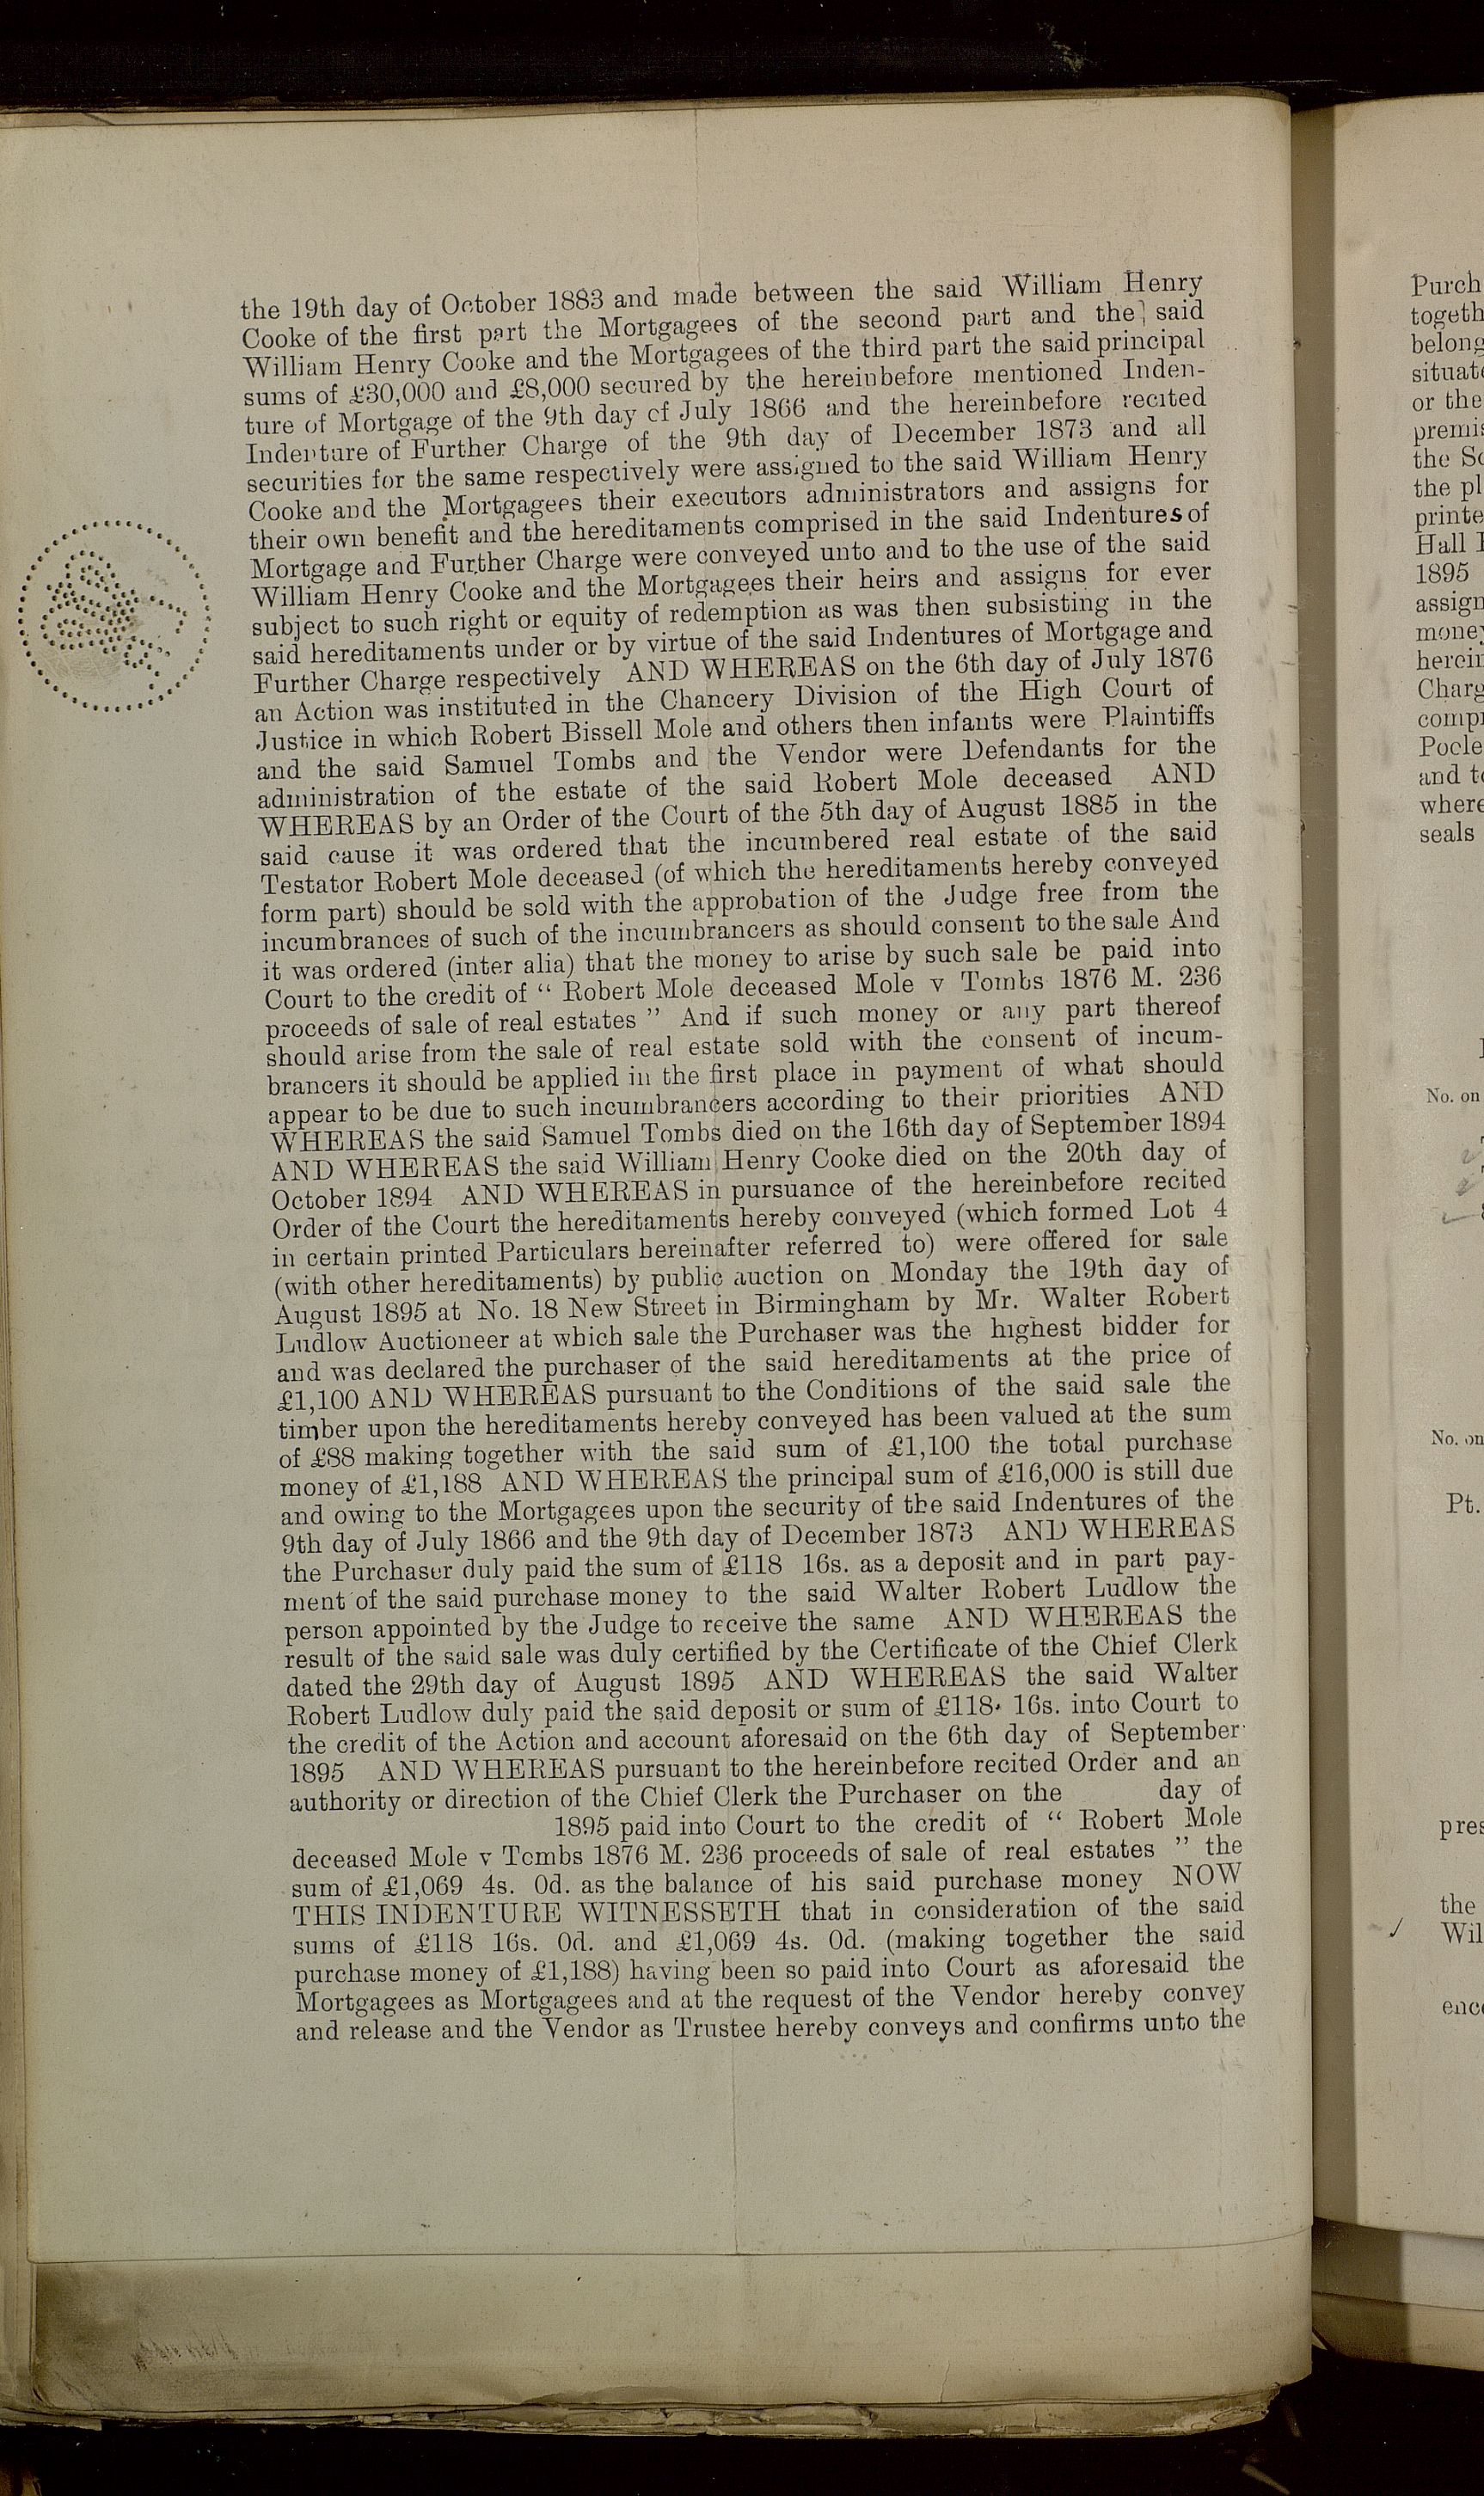 the 19th day of October 1883 and made between the said William Henry
Cooke of the first part the Mortgagees of the second part and the said
William Henry Cooke and the Mortgagees of the third part the said principal
sums of £30,000 and £8,000 secured by the hereinbefore mentioned Inden-
ture of Mortgage of the 9th day of July 1866 and the hereinbefore recited
Indenture of Further Charge of the 9th day of December 1873 and all
securities for the same respectively were assigned to the said William Henry
Cooke and the Mortgagees their executors administrators and assigns for
their own benefit and the hereditaments comprised in the said Indentures of
Mortgage and Further Charge were conveyed unto and to the use of the said
William Henry Cooke and the Mortgagees their heirs and assigns for ever
subject to such right or equity of redemption as was then subsisting in the
said hereditaments under or by virtue of the said Indentures of Mortgage and
Further Charge respectively AND WHEREAS on the 6th day of July 1876
an Action was instituted in the Chancery Division of the High Court of
Justice in which Robert Bissell Mole and others then infants were Plaintiffs
and the said Samuel Tombs and the Vendor were Defendants for the
administration of the estate of the said Robert Mole deceased AND
WHEREAS by an Order of the Court of the 5th day of August 1885 in the
said cause it was ordered that the incumbered real estate of the said
Testator Robert Mole deceased (of which the hereditaments hereby conveyed
form part) should be sold with the approbation of the Judge free from the
incumbrances of such of the incumbrancers as should consent to the sale And
it was ordered (inter alia) that the money to arise by such sale be paid into
Court to the credit of “ Robert Mole deceased Mole v Tombs 1876 M. 236
proceeds of sale of real estates ” And if such money or any part thereof
should arise from the sale of real estate sold with the consent of incum-
brancers it should be applied in the first place in payment of what should
appear to be due to such incumbrancers according to their priorities AND
WHEREAS the said Samuel Tombs died on the 16th day of September 1894
AND WHEREAS the said William Henry Cooke died on the 20th day of
October 1894 AND WHEREAS in pursuance of the hereinbefore recited
Order of the Court the hereditaments hereby conveyed (which formed Lot 4
in certain printed Particulars hereinafter referred to) were offered for sale
(with other hereditaments) by public auction on Monday the 19th day of
August 1895 at No. 18 New Street in Birmingham by Mr. Walter Robert
Ludlow Auctioneer at which sale the Purchaser was the highest bidder for
and was declared the purchaser of the said hereditaments at the price of
£1,100 AND WHEREAS pursuant to the Conditions of the said sale the
timber upon the hereditaments hereby conveyed has been valued at the sum
of £88 making together with the said sum of £1,100 the total purchase
money of £1,188 AND WHEREAS the principal sum of £16,000 is still due
and owing to the Mortgagees upon the security of the said Indentures of the
9th day of July 1866 and the 9th day of December 1873 AND WHEREAS
the Purchaser duly paid the sum of £118 16s. as a deposit and in part pay-
ment of the said purchase money to the said Walter Robert Ludlow the
person appointed by the Judge to receive the same AND WHEREAS the
result of the said sale was duly certified by the Certificate of the Chief Clerk
dated the 29th day of August 1895 AND WHEREAS the said Walter
Robert Ludlow duly paid the said deposit or sum of £118 16s. into Court to
the credit of the Action and account aforesaid on the 6th day of September
1895 AND WHEREAS pursuant to the hereinbefore recited Order and an
authority or direction of the Chief Clerk the Purchaser on the day of
1895 paid into Court to the credit of “ Robert Mole
deceased Mole v Tombs 1876 M. 236 proceeds of sale of real estates ” the
sum of £1,069 4s. 0d. as the balance of his said purchase money NOW
THIS INDENTURE WITNESSETH that in consideration of the said
sums of £118 16s. 0d. and £1,069 4s. 0d. (making together the said
purchase money of £1,188) having been so paid into Court as aforesaid the
Mortgagees as Mortgagees and at the request of the Vendor hereby convey
and release and the Vendor as Trustee hereby conveys and confirms unto the
Purch
togeth
belong
situate
or the
premis
the Sc
the pl
printe
Hall
1895
assign
money
herein
Charg
compr
Poole
and to
where
seals
No. on
No. on
Pt.
pres
the
Wil
ence